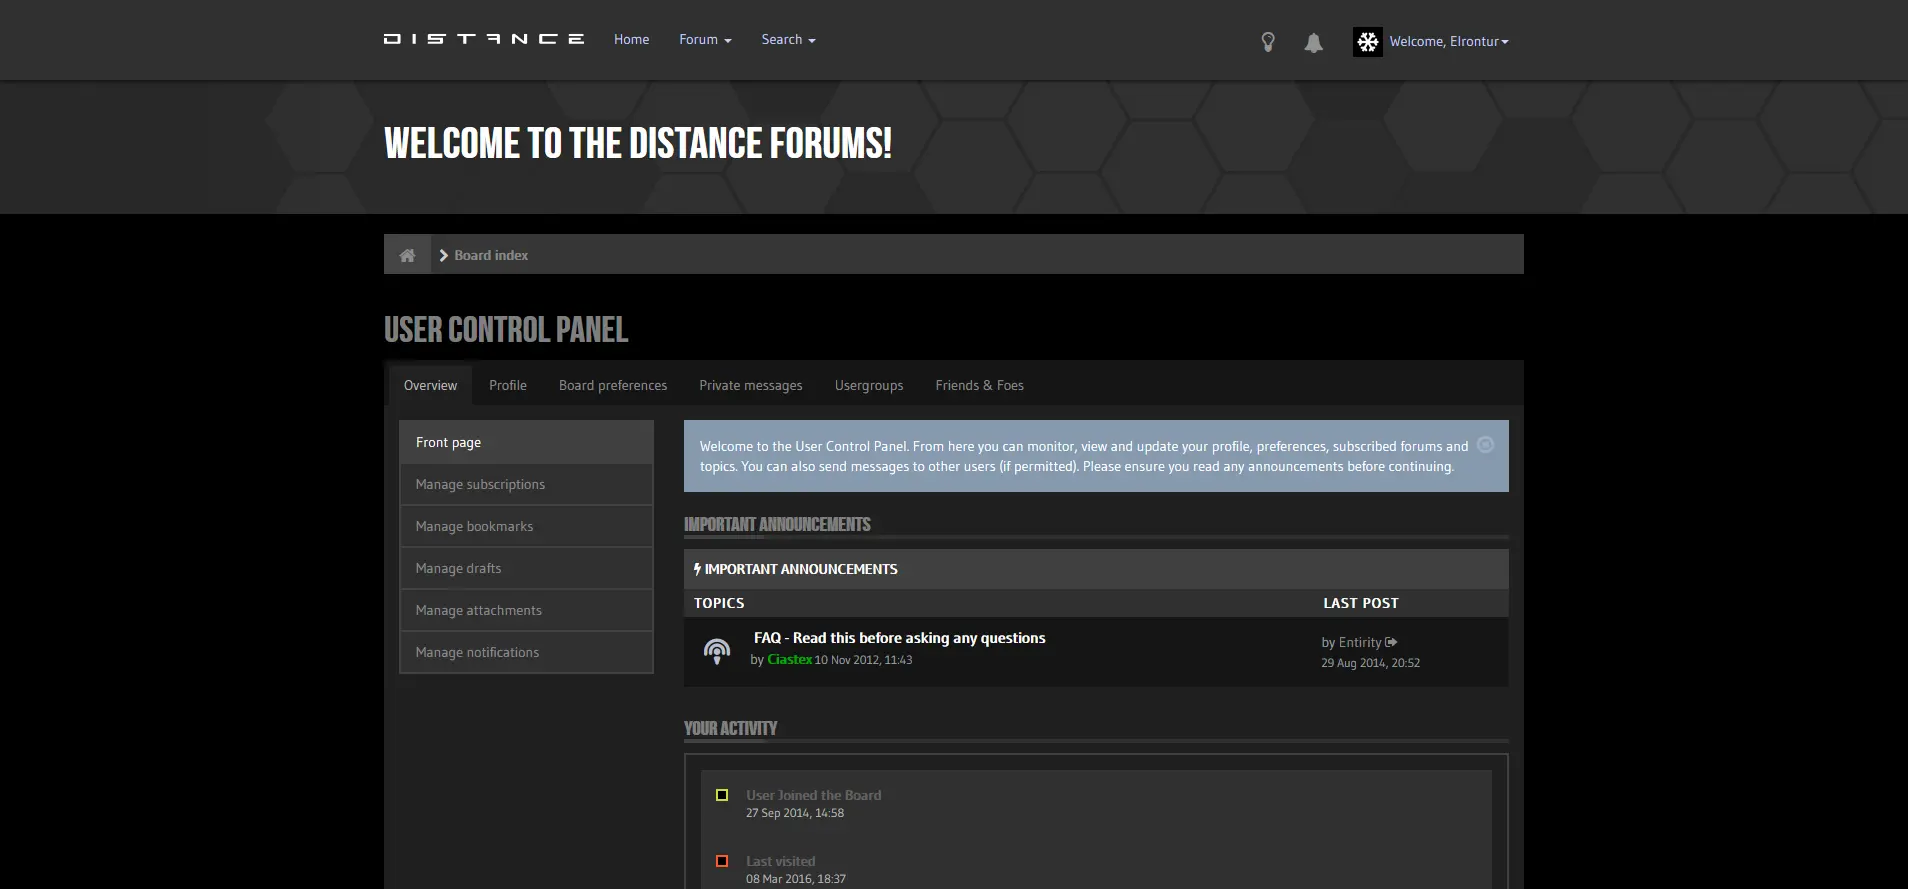 DISTANCE
Home
Forum
Search
Welcome, Elrontur
WELCOME TO THE DISTANCE FORUMS!
Board index
USER CONTROL PANEL
Overview
Profile
Board preferences
Private messages
Usergroups
Friends & Foes
Front page
Manage subscriptions
Manage bookmarks
Manage drafts
Manage attachments
Manage notifications
Welcome to the User Control Panel. From here you can monitor, view and update your profile, preferences, subscribed forums and
topics. You can also send messages to other users (if permitted). Please ensure you read any announcements before continuing.
IMPORTANT ANNOUNCEMENTS
IMPORTANT ANNOUNCEMENTS
TOPICS
LAST POST
FAQ - Read this before asking any questions
by Ciastex 10 Nov 2012, 11:43
by Entirity
29 Aug 2014, 20:52
YOUR ACTIVITY
User Joined the Board
27 Sep 2014, 14:58
Last visited
08 Mar 2016, 18:37